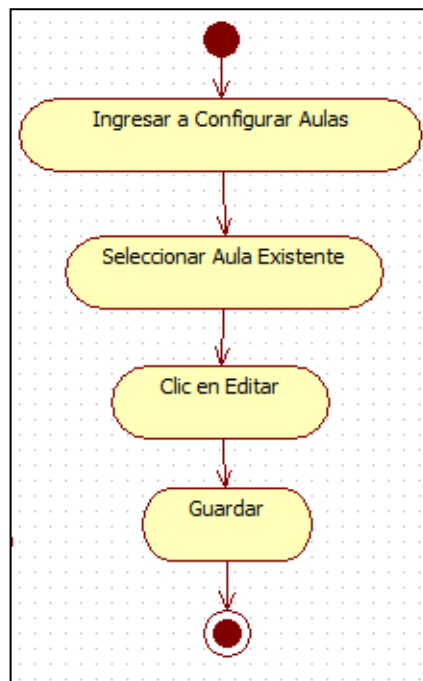 Ingresar a Configurar Aulas
Seleccionar Aula Existente
Clic en Editar
Guardar